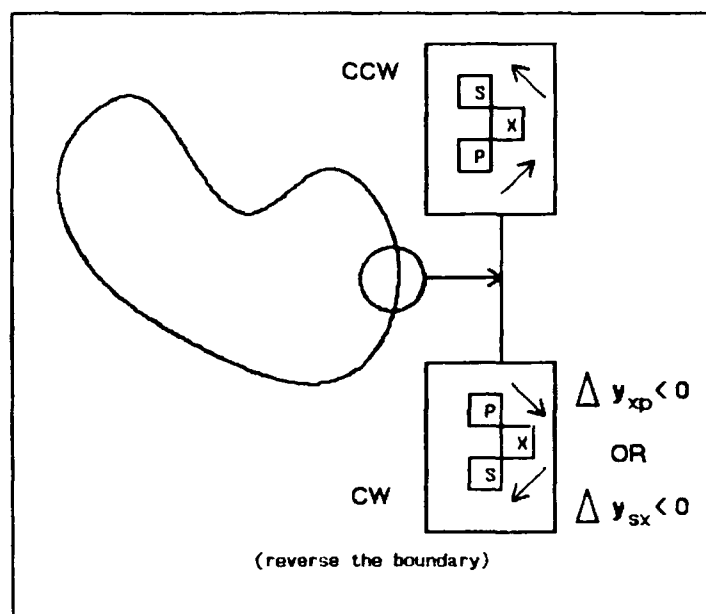 CCW
S
X
P
P
X
S
CW
Δ y_xp < 0
OR
Δ y_sx < 0
(reverse the boundary)